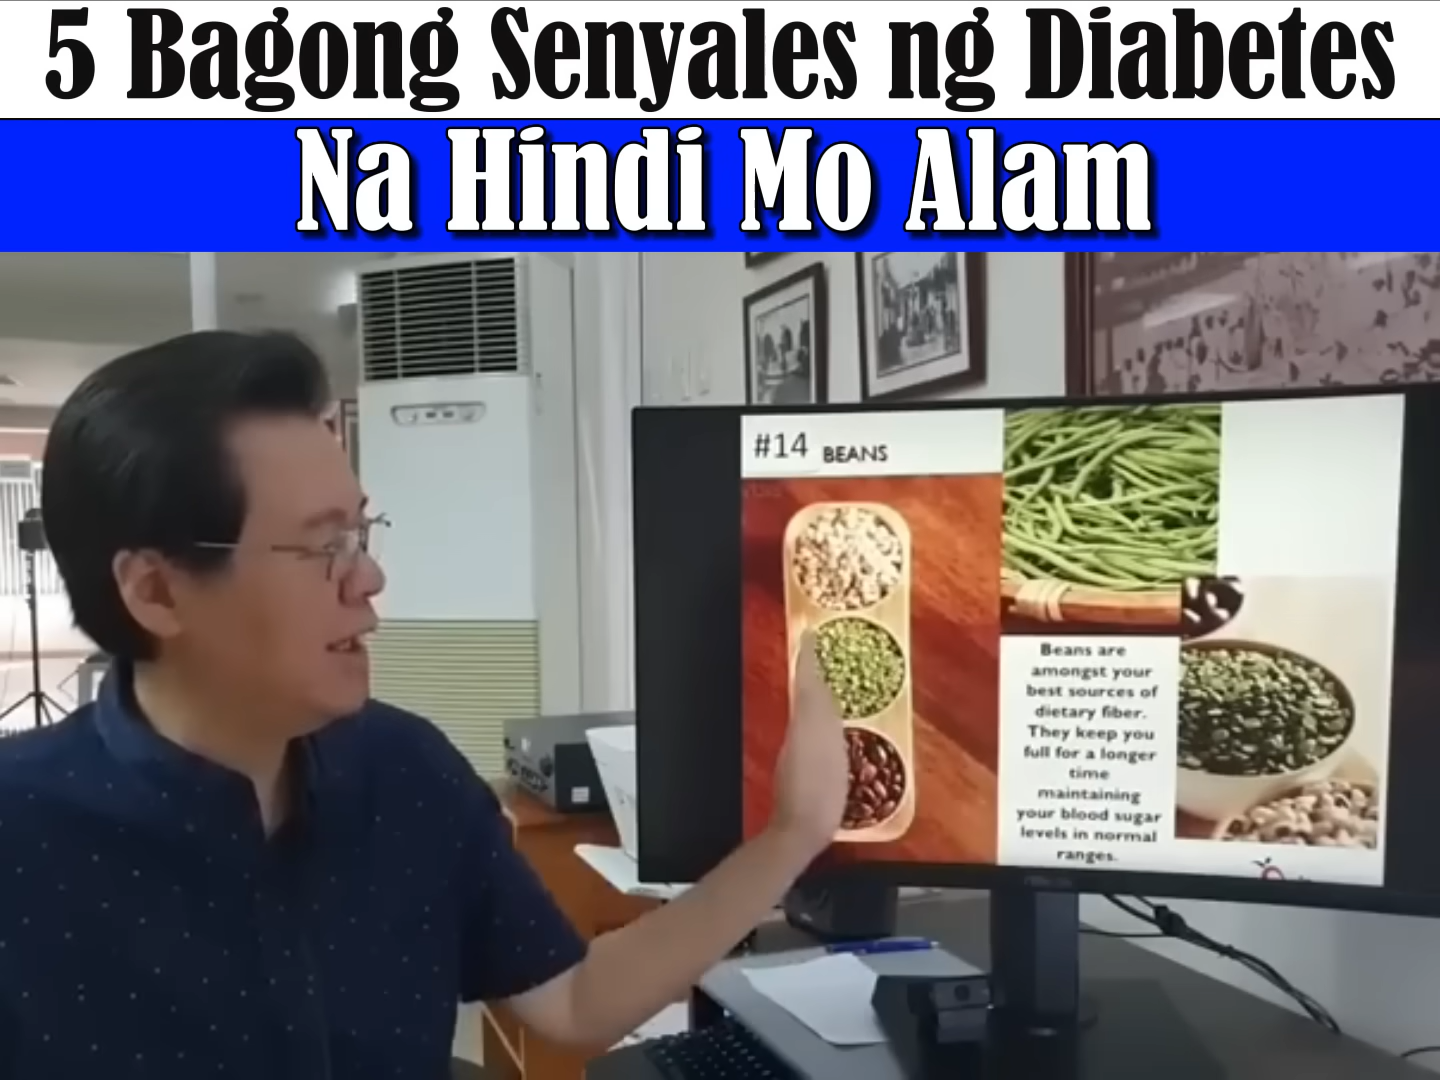 5 Bagong Senyales ng Diabetes
Na Hindi Mo Alam
#14 BEANS
Beans are
amongst your
best sources of
dietary fiber.
They keep you
full for a longer
time
maintaining
your blood sugar
levels in normal
ranges.